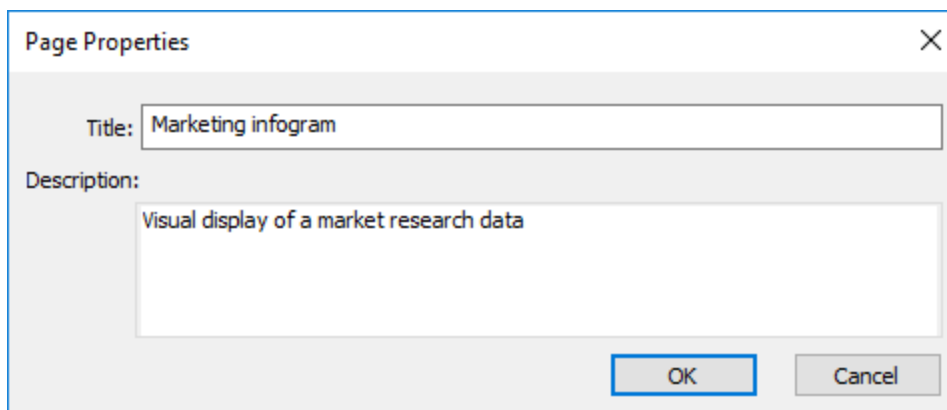 Page Properties
Title: Marketing infogram
Description:
Visual display of a market research data
OK Cancel